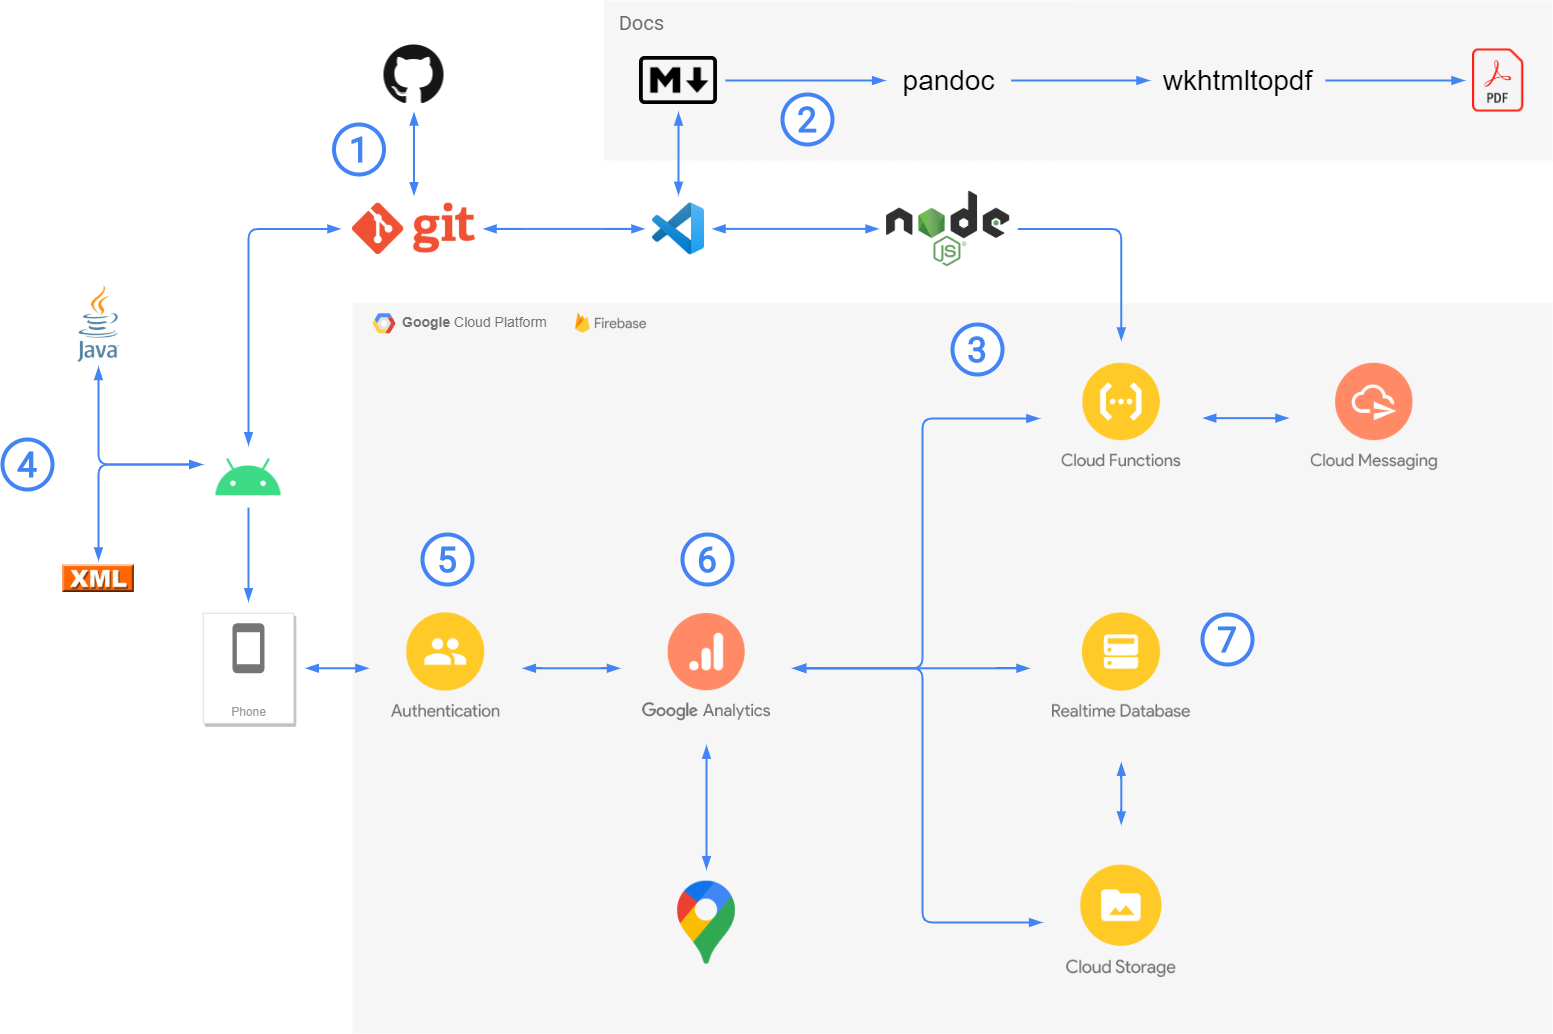 Docs
M
pandoc
wkhtmltopdf
PDF
1
2
git
node
JS
Java
Google Cloud Platform
Firebase
3
Cloud Functions
Cloud Messaging
4
XML
5
6
7
Phone
Authentication
Google Analytics
Realtime Database
Cloud Storage